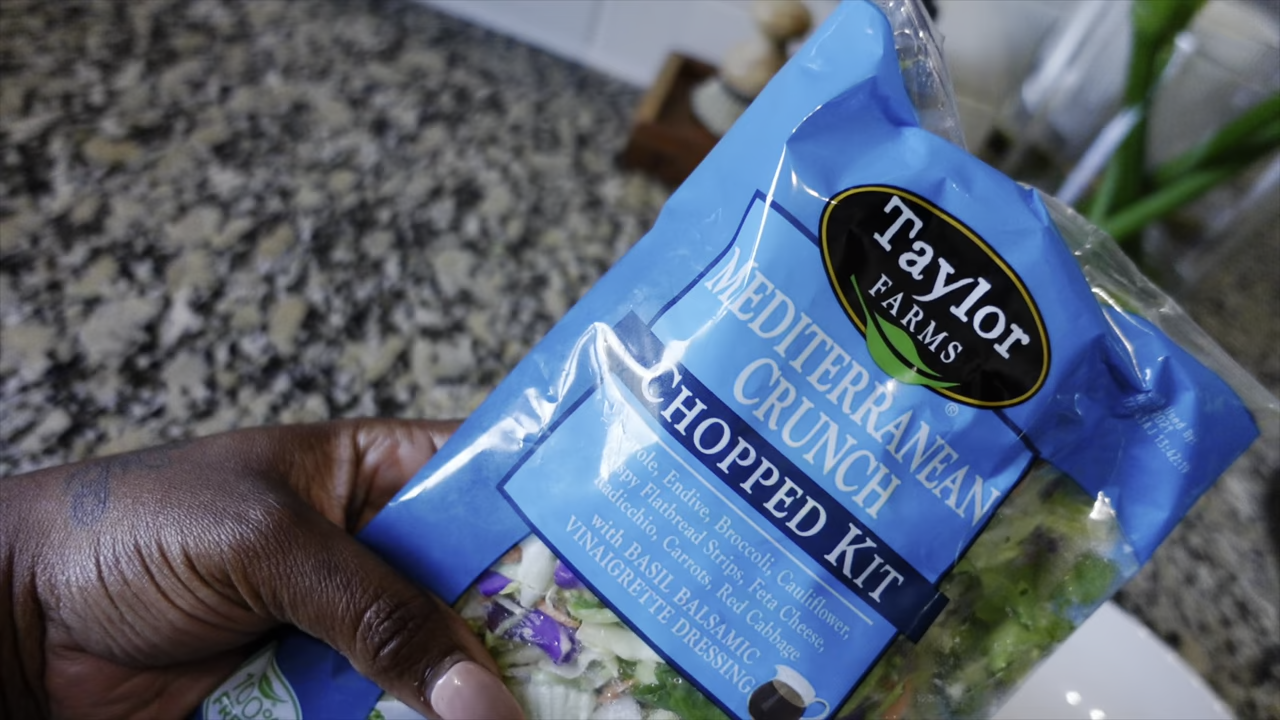 Taylor
FARMS
®
MEDITERRANEAN
CRUNCH
CHOPPED KIT
Endive, Broccoli, Cauliflower,
Flatbread Strips, Feta Cheese,
Radicchio, Carrots, Red Cabbage
with BASIL BALSAMIC
VINAIGRETTE DRESSING
100%